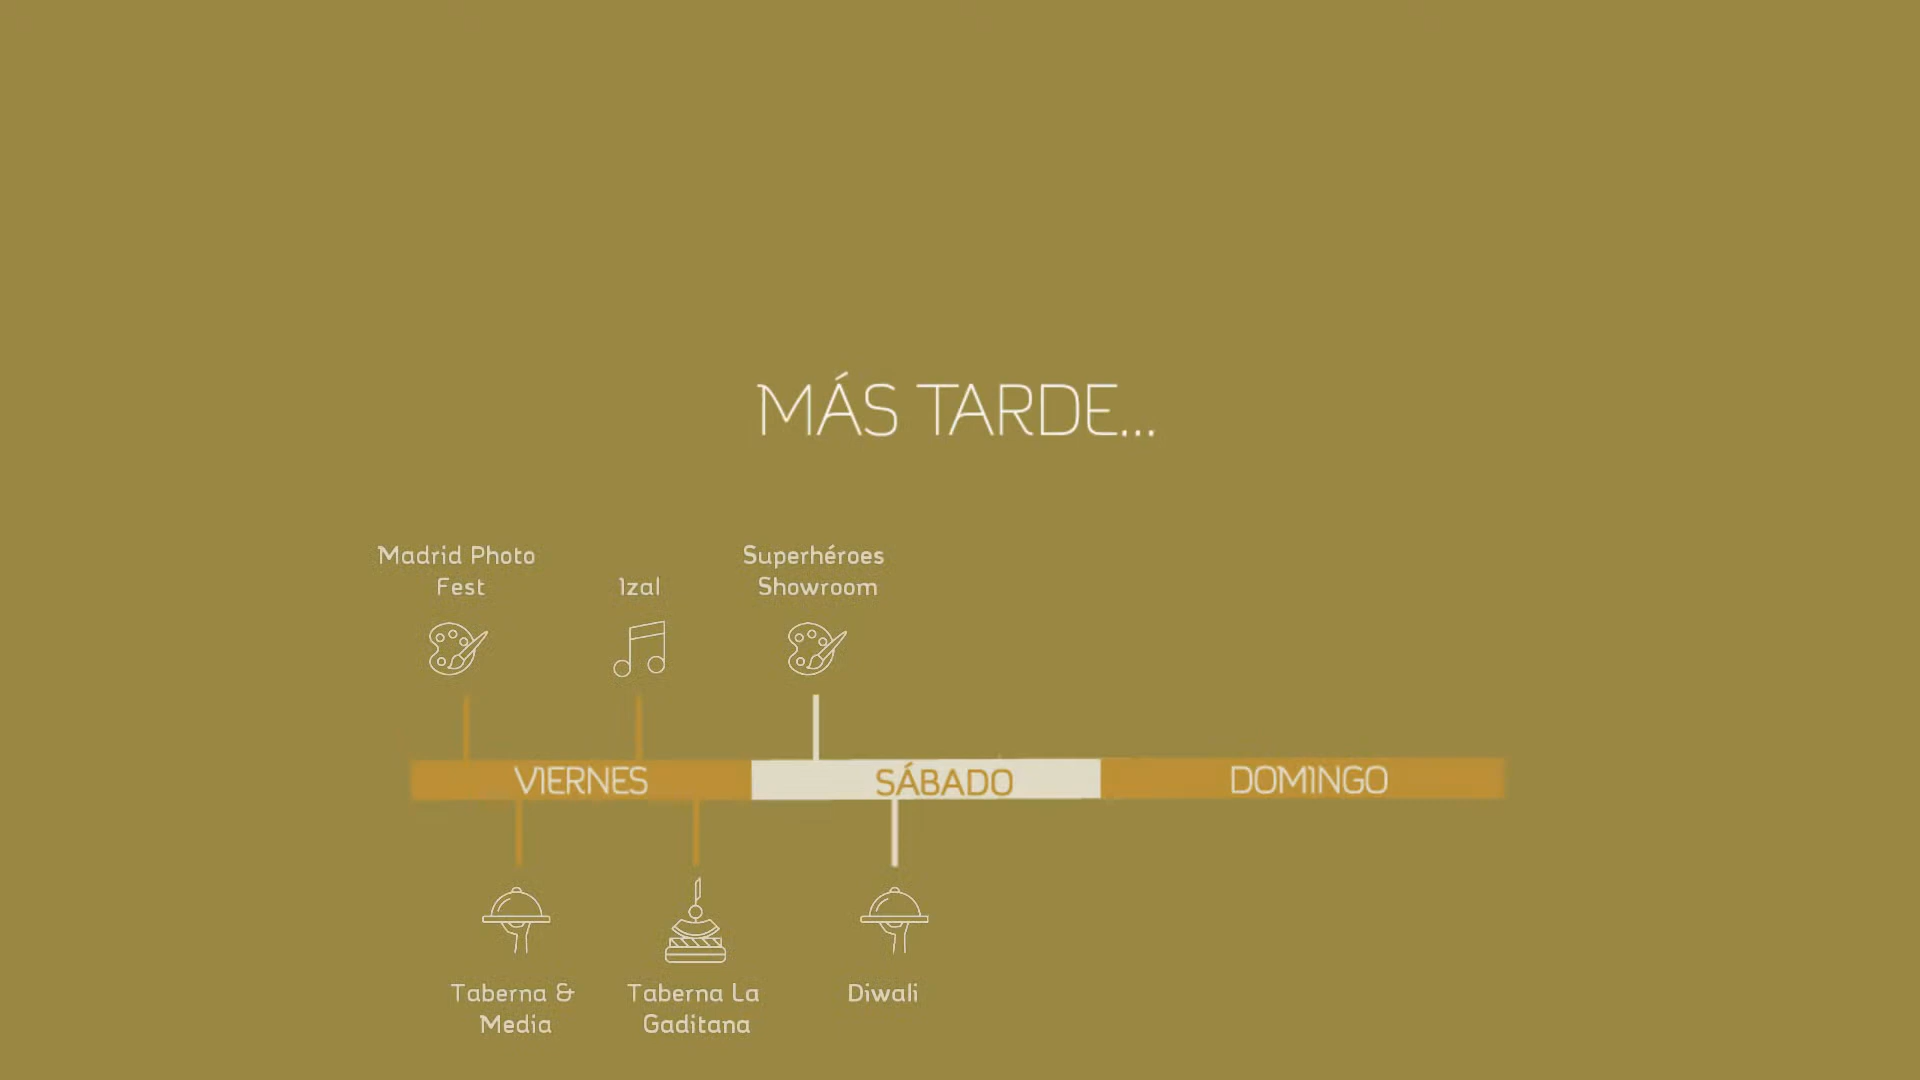 MÁS TARDE...
Madrid Photo
Fest
Izal
Superhéroes
Showroom
VIERNES
SÁBADO
DOMINGO
Taberna &
Media
Taberna La
Gaditana
Diwali